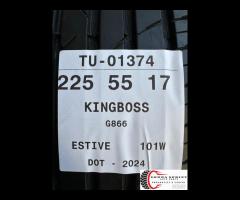 TU-01374
225 55 17
KINGBOSS
G866
ESTIVE 101W
DOT - 2024